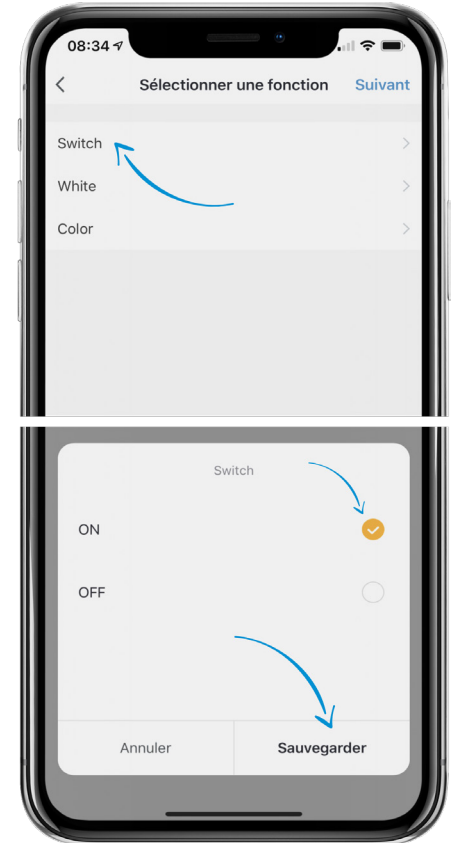 08:34
Sélectionner une fonction Suivant
Switch
White
Color
Switch
ON
OFF
Annuler Sauvegarder